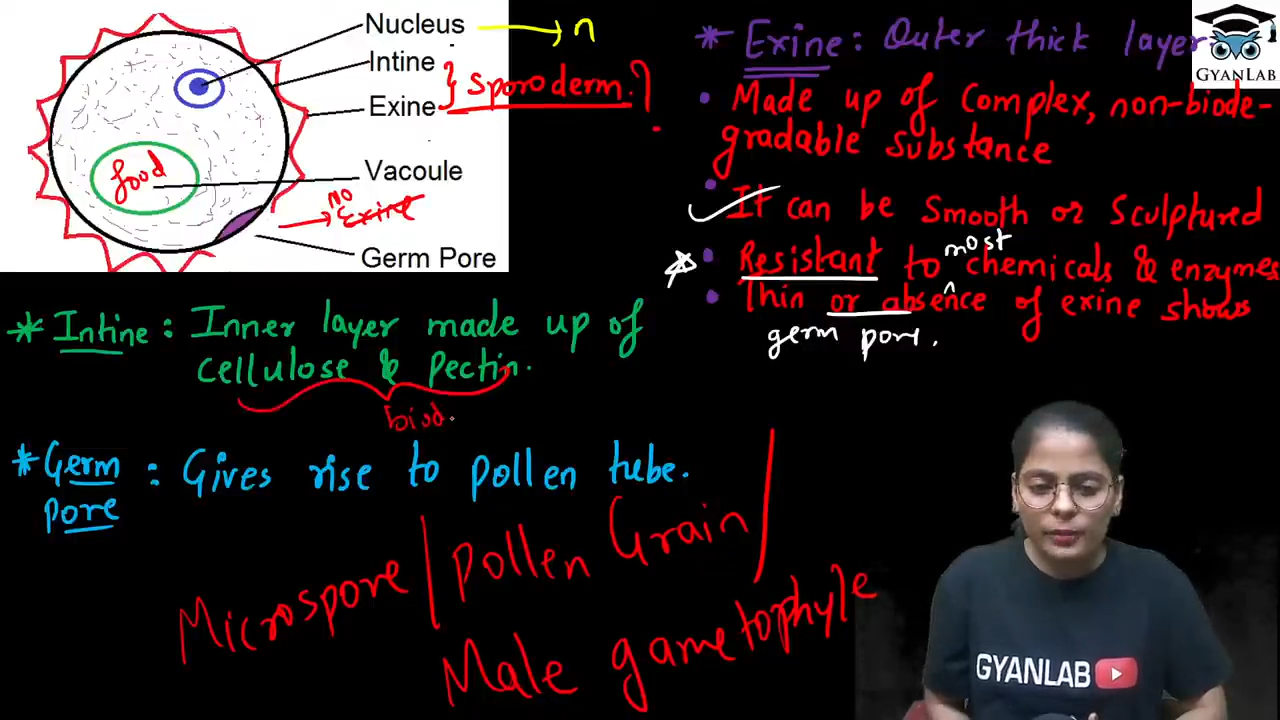 Nucleus → n
Intine
Exine
} Sporoderm. }
Vacoule
food
no
Exine
Germ Pore
* Exine: Outer thick layer
GYANLAB
• Made up of Complex, non-biode-
gradable substance
• It can be smooth or sculptured
• Resistant to most chemicals & enzymes
• Thin or absence of exine shows
germ pore.
* Intine: Inner layer made up of
cellulose & pectin.
biod
* Germ pore : Gives rise to pollen tube.
Microspore / Pollen Grain /
Male gametophyle
GYANLAB